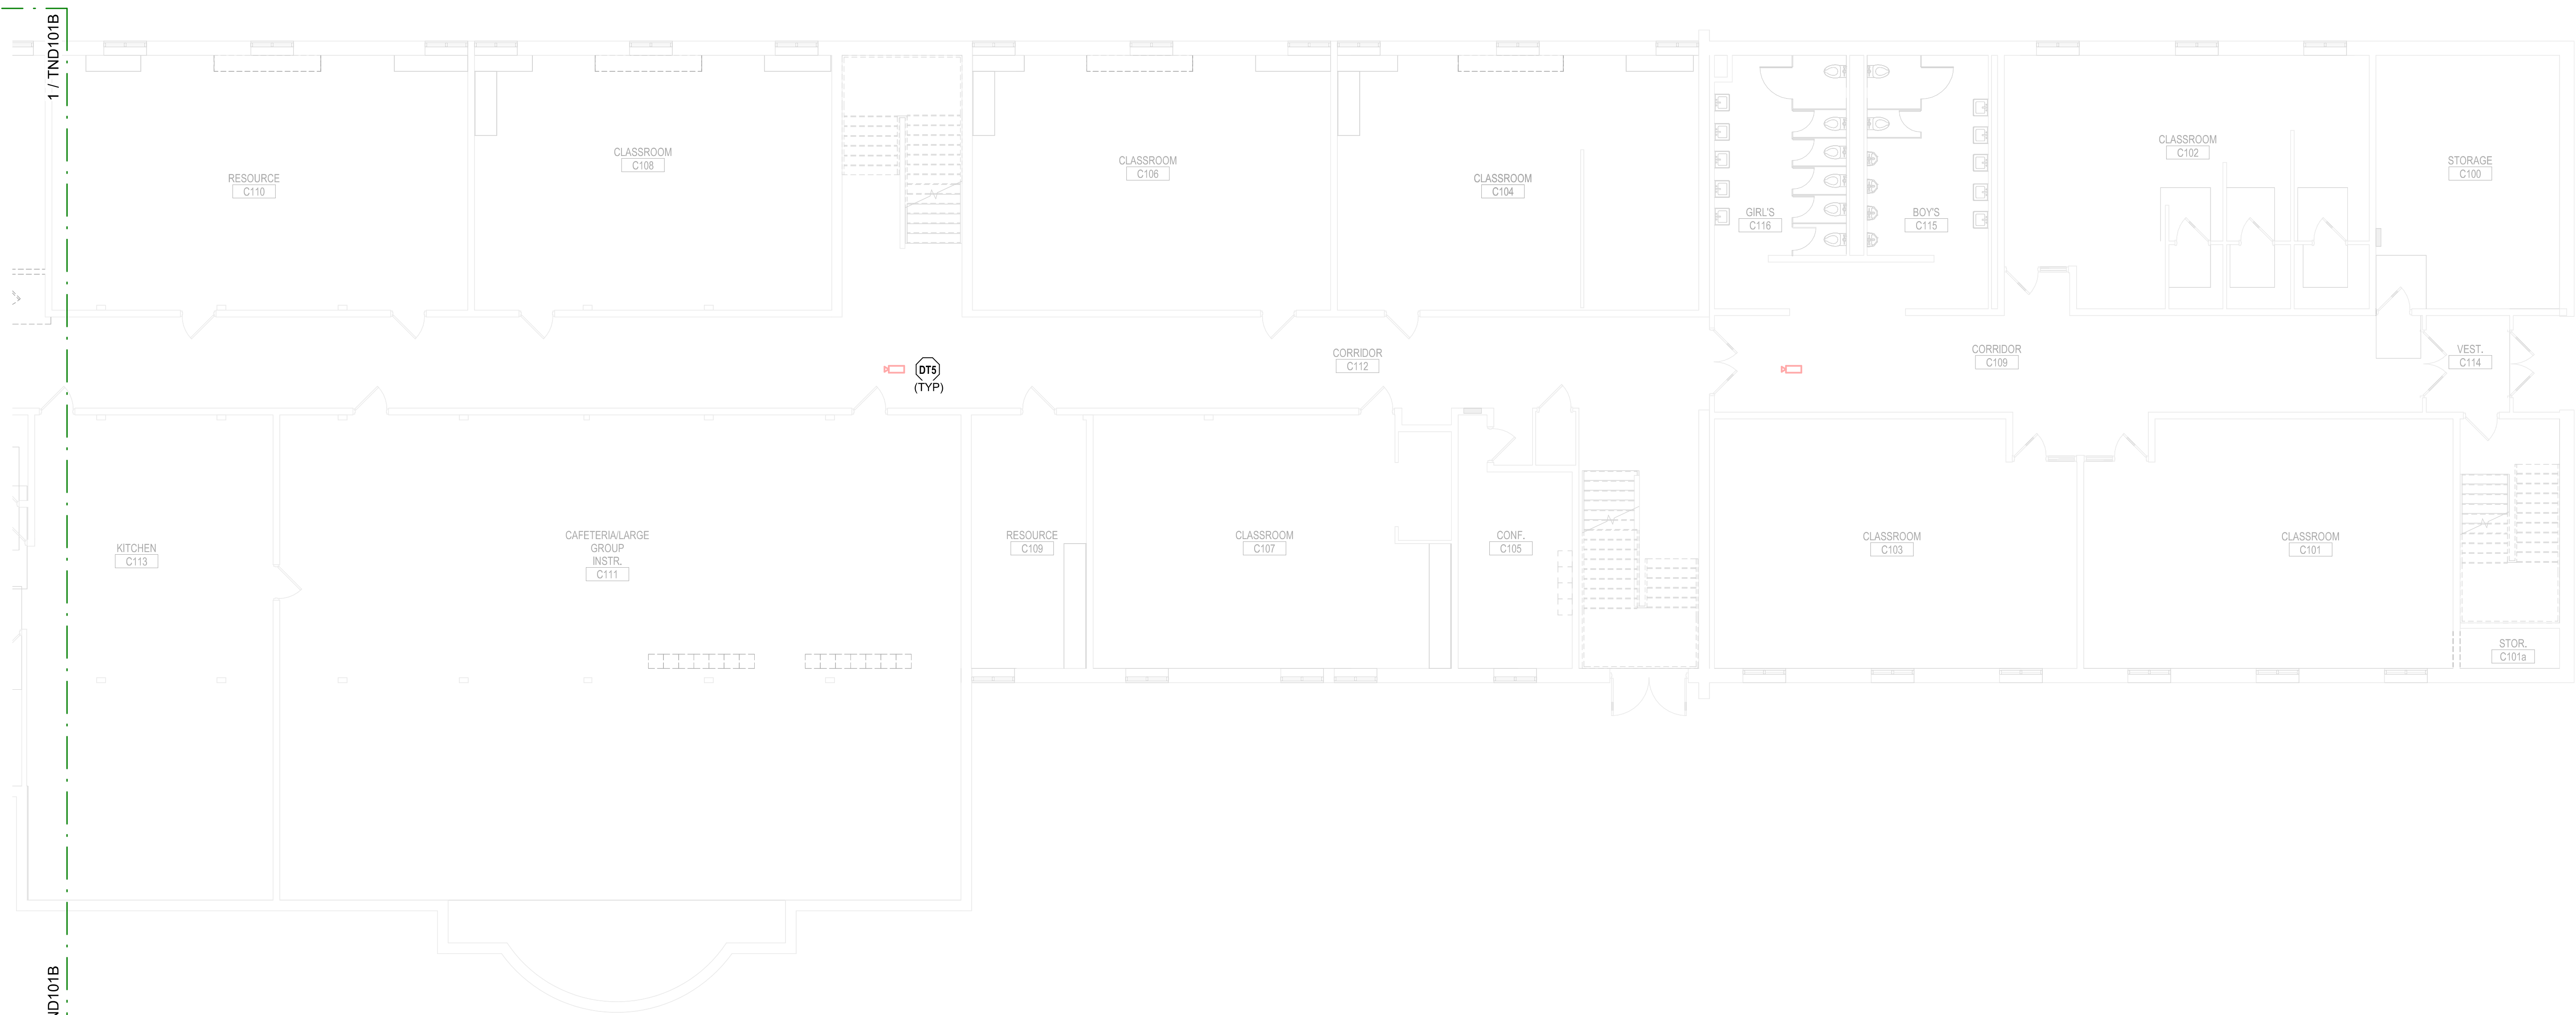 1 / TND101B
RESOURCE
C110
CLASSROOM
C108
CLASSROOM
C106
CLASSROOM
C104
GIRL'S
C116
BOY'S
C115
CLASSROOM
C102
STORAGE
C100
DT5
(TYP)
CORRIDOR
C112
CORRIDOR
C109
VEST.
C114
KITCHEN
C113
CAFETERIA/LARGE
GROUP
INSTR.
C111
RESOURCE
C109
CLASSROOM
C107
CONF.
C105
CLASSROOM
C103
CLASSROOM
C101
STOR.
C101a
ND101B